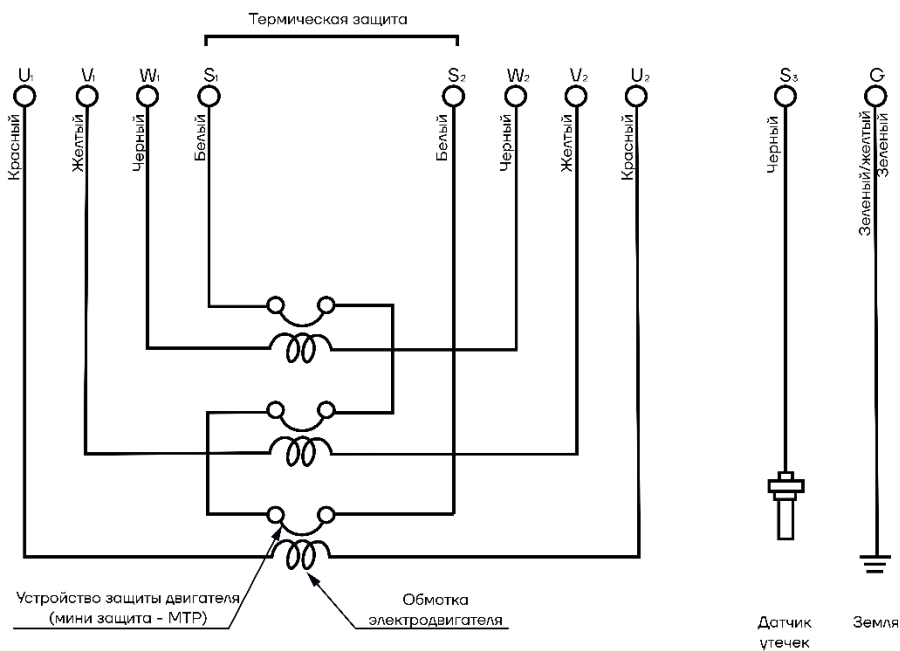 Термическая защита
U1 V1 W1 S1 S2 W2 V2 U2 S3 G
Красный
Желтый
Черный
Белый
Белый
Черный
Желтый
Красный
Черный
Зеленый/желтый
Зеленый
Устройство защиты двигателя
(мини защита - МТР)
Обмотка
электродвигателя
Датчик
утечек
Земля